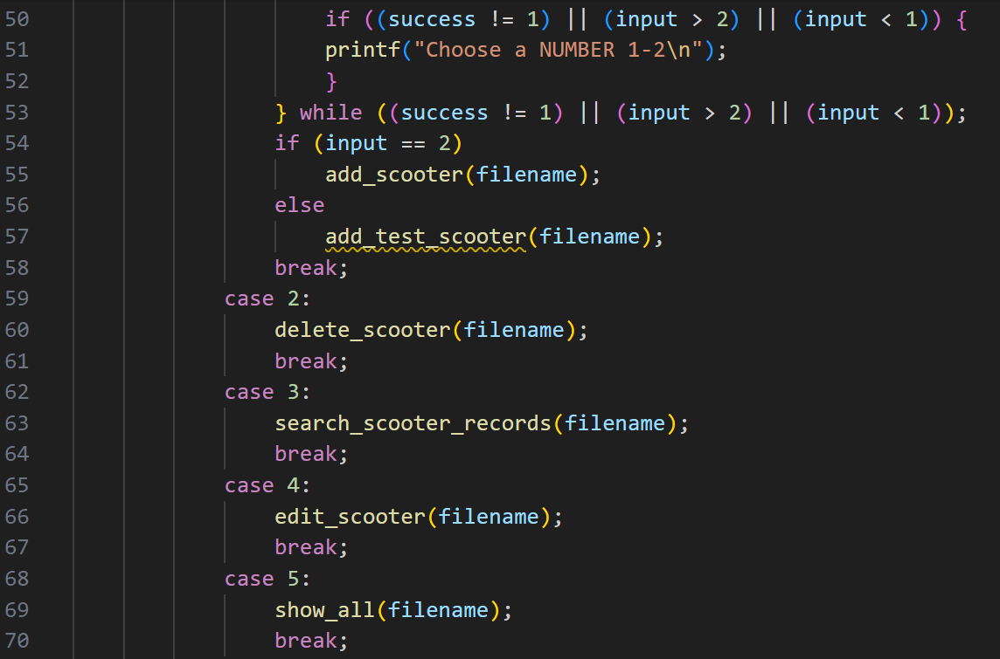 50 if ((success != 1) || (input > 2) || (input < 1)) {
51 printf("Choose a NUMBER 1-2\n");
52 }
53 } while ((success != 1) || (input > 2) || (input < 1));
54 if (input == 2)
55 add_scooter(filename);
56 else
57 add_test_scooter(filename);
58 break;
59 case 2:
60 delete_scooter(filename);
61 break;
62 case 3:
63 search_scooter_records(filename);
64 break;
65 case 4:
66 edit_scooter(filename);
67 break;
68 case 5:
69 show_all(filename);
70 break;